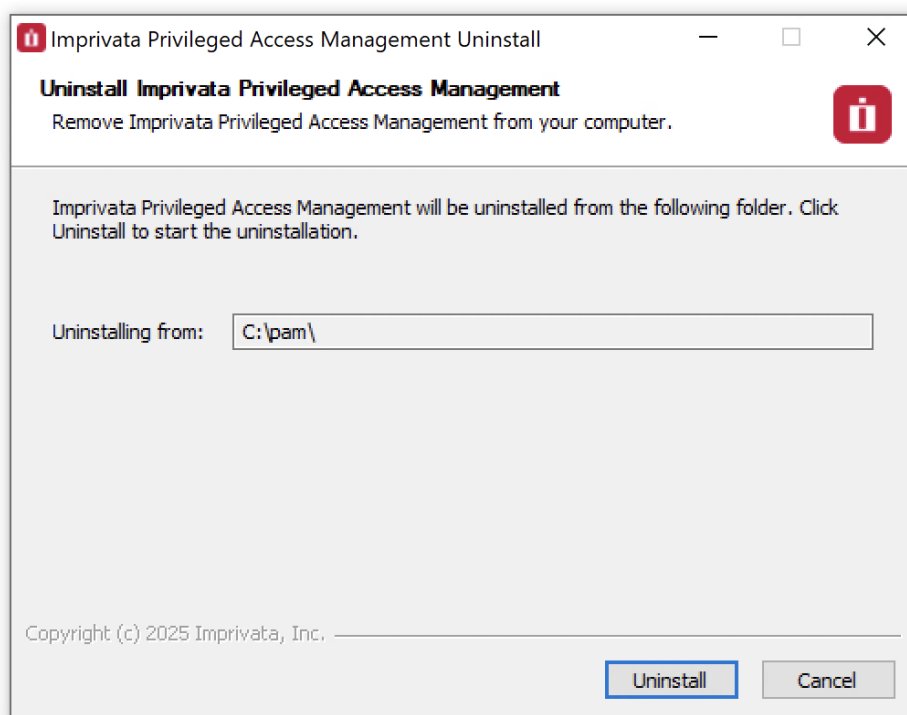 Imprivata Privileged Access Management Uninstall
Uninstall Imprivata Privileged Access Management
Remove Imprivata Privileged Access Management from your computer.
Imprivata Privileged Access Management will be uninstalled from the following folder. Click
Uninstall to start the uninstallation.
Uninstalling from: C:\pam\
Copyright (c) 2025 Imprivata, Inc.
Uninstall Cancel